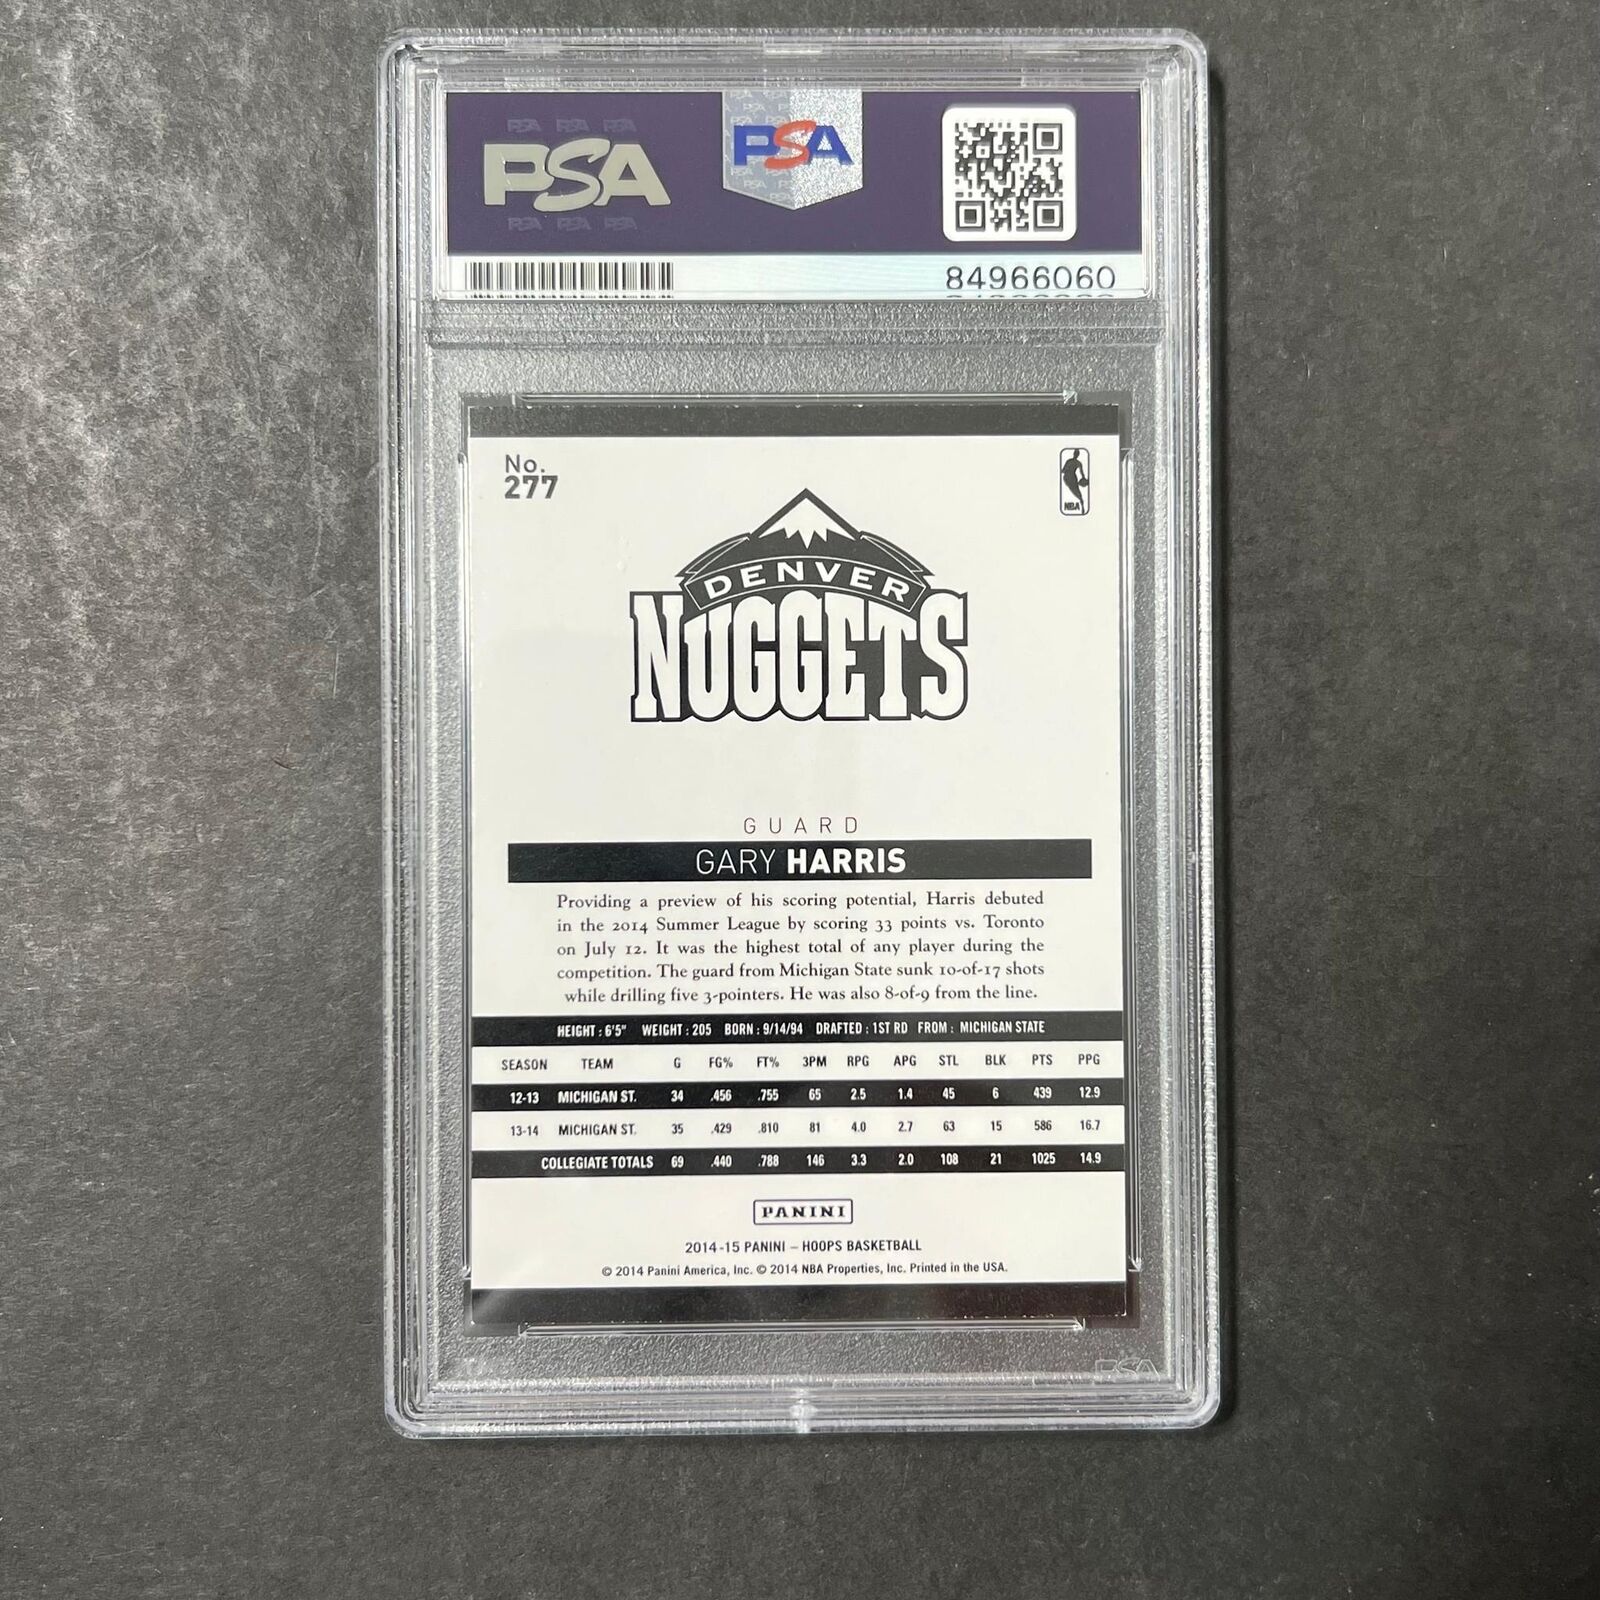 PSA PSA PSA
PSA
PSA PSA PSA
PSA
84966060
No.
277
NBA
DENVER
NUGGETS
GUARD
GARY HARRIS
Providing a preview of his scoring potential, Harris debuted
in the 2014 Summer League by scoring 33 points vs. Toronto
on July 12. It was the highest total of any player during the
competition. The guard from Michigan State sunk 10-of-17 shots
while drilling five 3-pointers. He was also 8-of-9 from the line.
HEIGHT : 6'5" WEIGHT : 205 BORN : 9/14/94 DRAFTED : 1ST RD FROM : MICHIGAN STATE
SEASON TEAM G FG% FT% 3PM RPG APG STL BLK PTS PPG
12-13 MICHIGAN ST. 34 .456 .755 65 2.5 1.4 45 6 439 12.9
13-14 MICHIGAN ST. 35 .429 .810 81 4.0 2.7 63 15 586 16.7
COLLEGIATE TOTALS 69 .440 .788 146 3.3 2.0 108 21 1025 14.9
PANINI
2014-15 PANINI – HOOPS BASKETBALL
© 2014 Panini America, Inc. © 2014 NBA Properties, Inc. Printed in the USA.
PSA